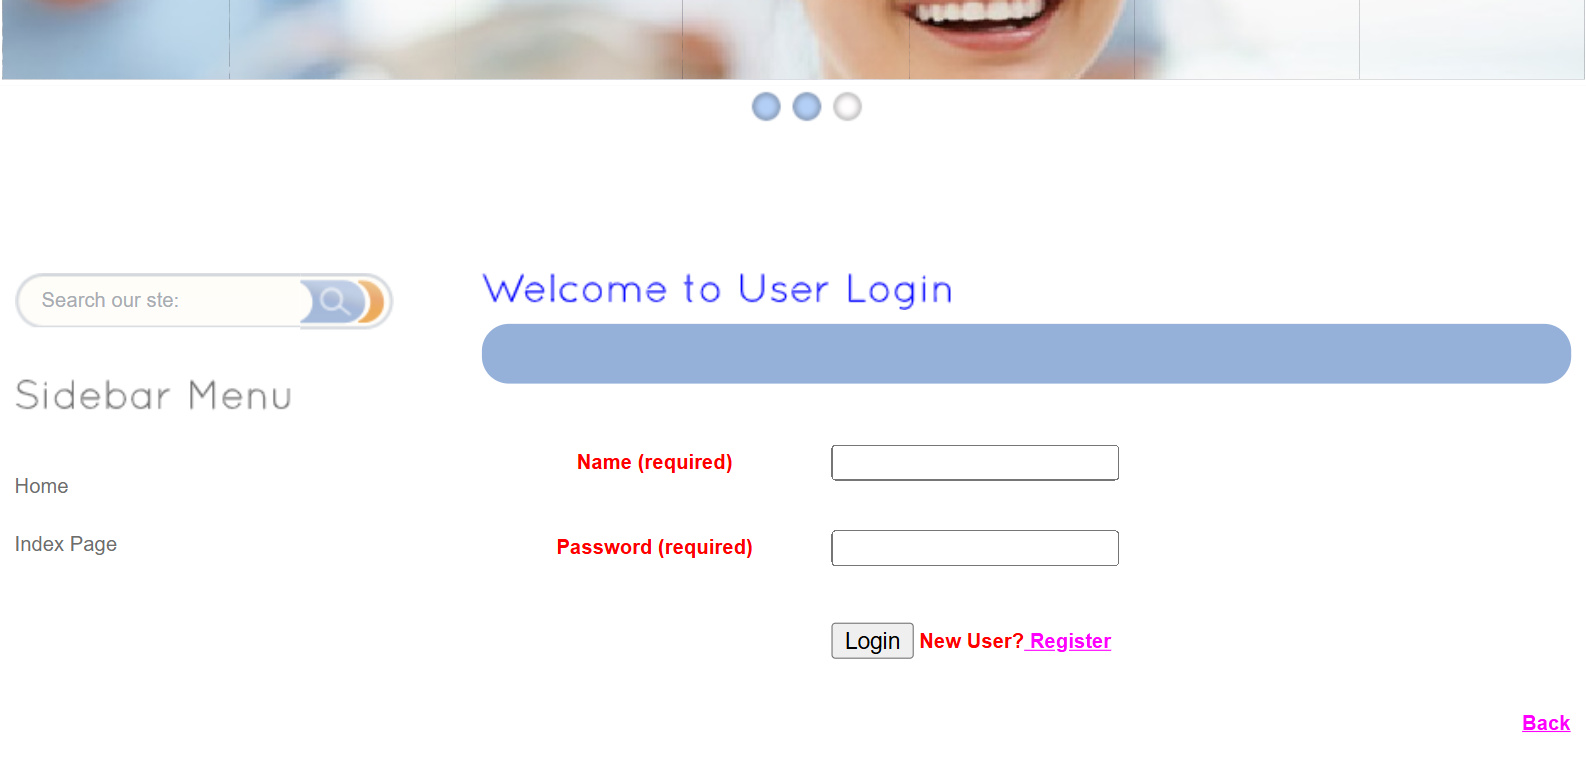 Search our ste:
Sidebar Menu
Home
Index Page
Welcome to User Login
Name (required)
Password (required)
Login New User? Register
Back